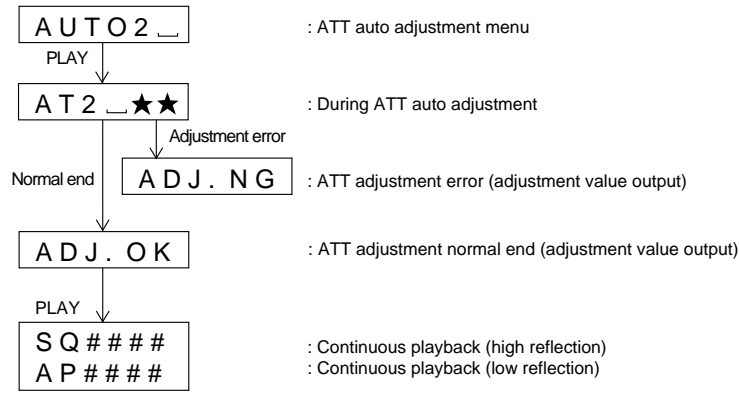 AUTO2⎵ : ATT auto adjustment menu
PLAY
AT2⎵★★ : During ATT auto adjustment
Adjustment error
Normal end
ADJ. NG : ATT adjustment error (adjustment value output)
ADJ. OK : ATT adjustment normal end (adjustment value output)
PLAY
SQ#### : Continuous playback (high reflection)
AP#### : Continuous playback (low reflection)